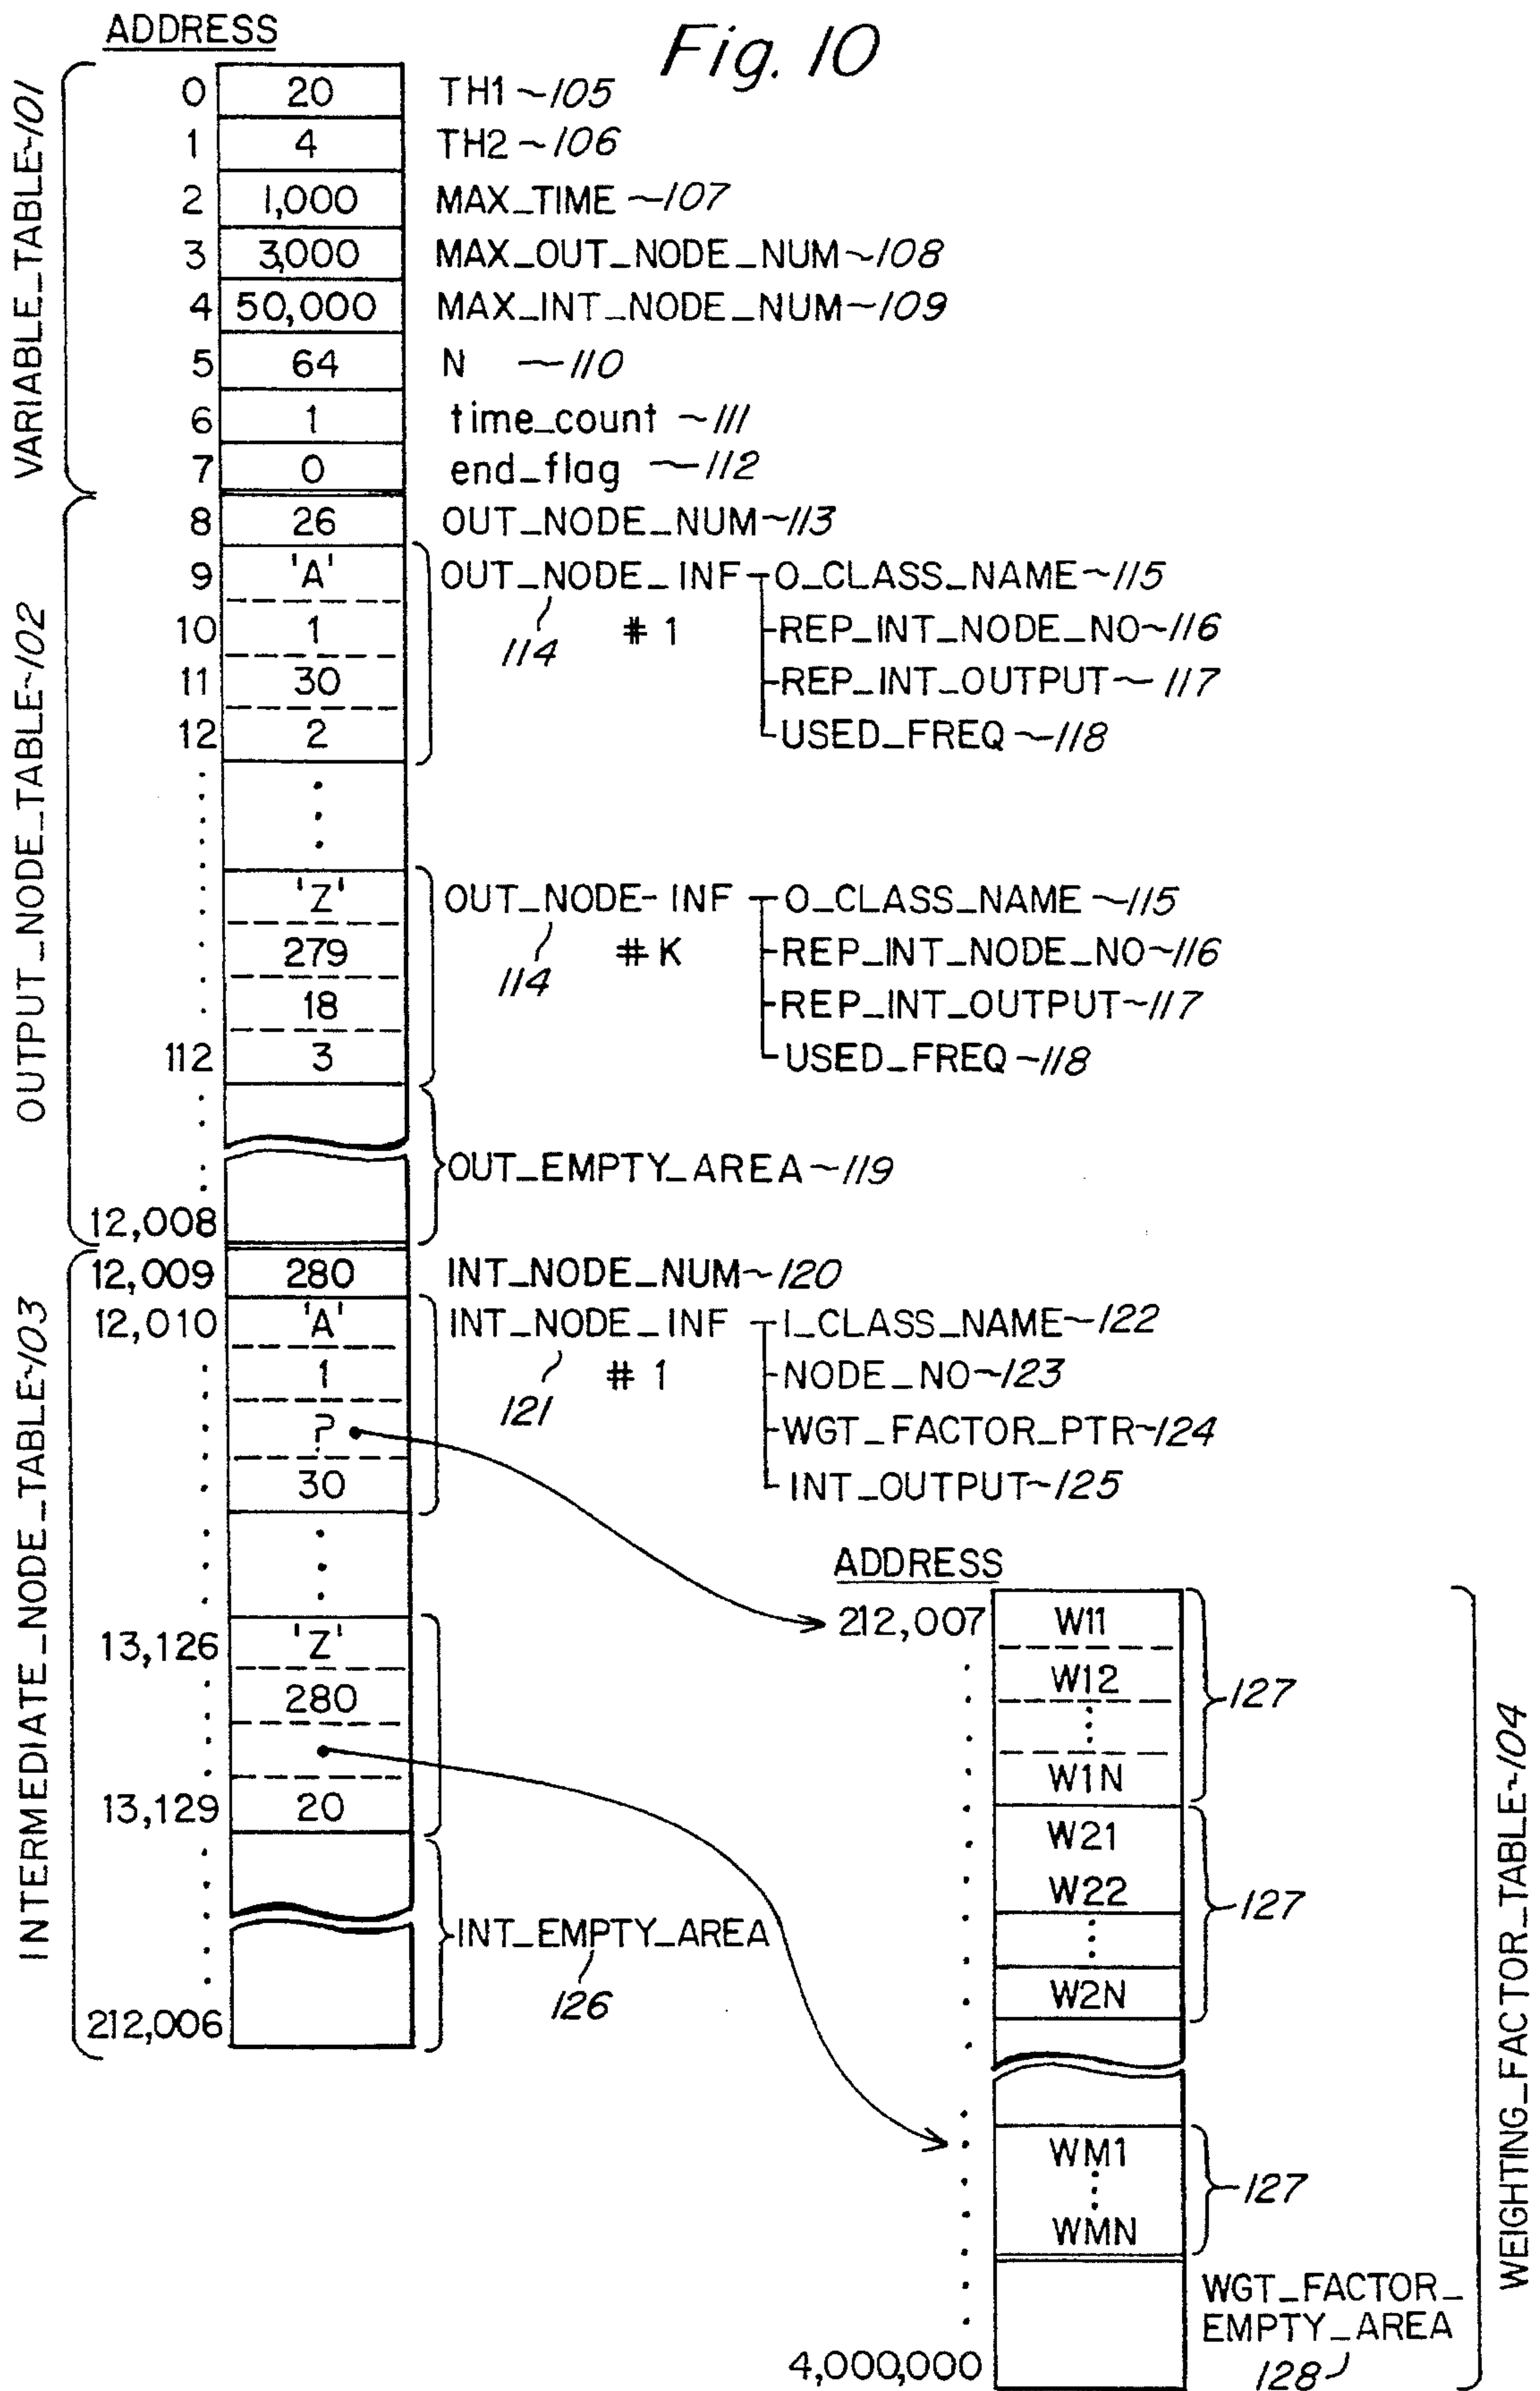 ADDRESS
Fig. 10
VARIABLE_TABLE~101
0 20 TH1 ~105
1 4 TH2 ~106
2 1,000 MAX_TIME ~107
3 3,000 MAX_OUT_NODE_NUM~108
4 50,000 MAX_INT_NODE_NUM~109
5 64 N ~110
6 1 time_count ~111
7 0 end_flag ~112
OUTPUT_NODE_TABLE~102
8 26 OUT_NODE_NUM~113
9 'A' OUT_NODE_INF O_CLASS_NAME~115
10 1 114 # 1 REP_INT_NODE_NO~116
11 30 REP_INT_OUTPUT~117
12 2 USED_FREQ~118
'Z' OUT_NODE-INF O_CLASS_NAME~115
279 114 # K REP_INT_NODE_NO~116
18 REP_INT_OUTPUT~117
112 3 USED_FREQ~118
OUT_EMPTY_AREA~119
12,008
INTERMEDIATE_NODE_TABLE~103
12,009 280 INT_NODE_NUM~120
12,010 'A' INT_NODE_INF I_CLASS_NAME~122
1 121 # 1 NODE_NO~123
? WGT_FACTOR_PTR~124
30 INT_OUTPUT~125
13,126 'Z'
280
13,129 20
INT_EMPTY_AREA
126
212,006
ADDRESS
WEIGHTING_FACTOR_TABLE~104
212,007 W11
W12 127
W1N
W21
W22 127
W2N
WM1
127
WMN
WGT_FACTOR_
EMPTY_AREA
4,000,000 128